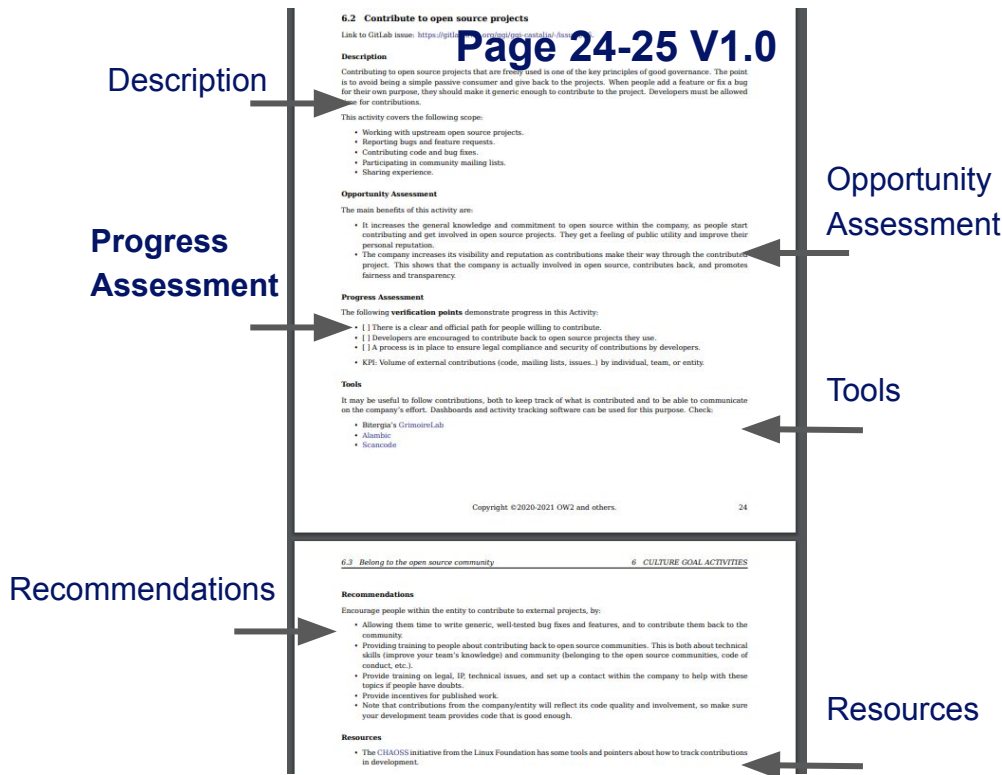 6.2 Contribute to open source projects
Link to GitLab issue: https://gitla
Page 24-25 V1.0
Description
Description
Contributing to open source projects that are freely used is one of the key principles of good governance. The point
is to avoid being a simple passive consumer and give back to the projects. When people add a feature or fix a bug
for their own purpose, they should make it generic enough to contribute to the project. Developers must be allowed
time for contributions.
This activity covers the following scope:
• Working with upstream open source projects.
• Reporting bugs and feature requests.
• Contributing code and bug fixes.
• Participating in community mailing lists.
• Sharing experience.
Opportunity
Assessment
Opportunity Assessment
The main benefits of this activity are:
• It increases the general knowledge and commitment to open source within the company, as people start
contributing and get involved in open source projects. They get a feeling of public utility and improve their
personal reputation.
• The company increases its visibility and reputation as contributions make their way through the contributed
project. This shows that the company is actually involved in open source, contributes back, and promotes
fairness and transparency.
Progress
Assessment
Progress Assessment
The following verification points demonstrate progress in this Activity:
• [ ] There is a clear and official path for people willing to contribute.
• [ ] Developers are encouraged to contribute back to open source projects they use.
• [ ] A process is in place to ensure legal compliance and security of contributions by developers.
• KPI: Volume of external contributions (code, mailing lists, issues..) by individual, team, or entity.
Tools
Tools
It may be useful to follow contributions, both to keep track of what is contributed and to be able to communicate
on the company's effort. Dashboards and activity tracking software can be used for this purpose. Check:
• Bitergia's GrimoireLab
• Alambic
• Scancode
Copyright ©2020-2021 OW2 and others. 24
6.3 Belong to the open source community 6 CULTURE GOAL ACTIVITIES
Recommendations
Recommendations
Encourage people within the entity to contribute to external projects, by:
• Allowing them time to write generic, well-tested bug fixes and features, and to contribute them back to the
community.
• Providing training to people about contributing back to open source communities. This is both about technical
skills (improve your team's knowledge) and community (belonging to the open source communities, code of
conduct, etc.).
• Provide training on legal, IP, technical issues, and set up a contact within the company to help with these
topics if people have doubts.
• Provide incentives for published work.
• Note that contributions from the company/entity will reflect its code quality and involvement, so make sure
your development team provides code that is good enough.
Resources
Resources
• The CHAOSS initiative from the Linux Foundation has some tools and pointers about how to track contributions
in development.